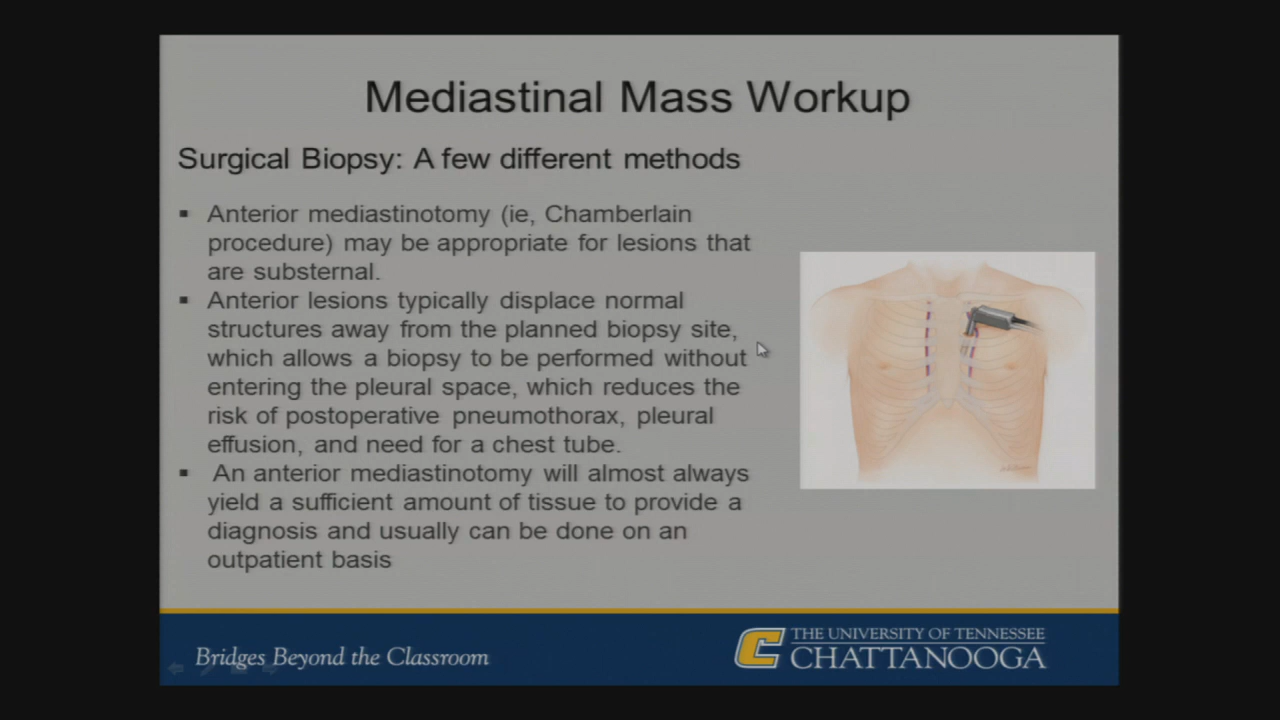 Mediastinal Mass Workup
Surgical Biopsy: A few different methods
▪ Anterior mediastinotomy (ie, Chamberlain
procedure) may be appropriate for lesions that
are substernal.
▪ Anterior lesions typically displace normal
structures away from the planned biopsy site,
which allows a biopsy to be performed without
entering the pleural space, which reduces the
risk of postoperative pneumothorax, pleural
effusion, and need for a chest tube.
▪ An anterior mediastinotomy will almost always
yield a sufficient amount of tissue to provide a
diagnosis and usually can be done on an
outpatient basis
Bridges Beyond the Classroom
C THE UNIVERSITY OF TENNESSEE
CHATTANOOGA